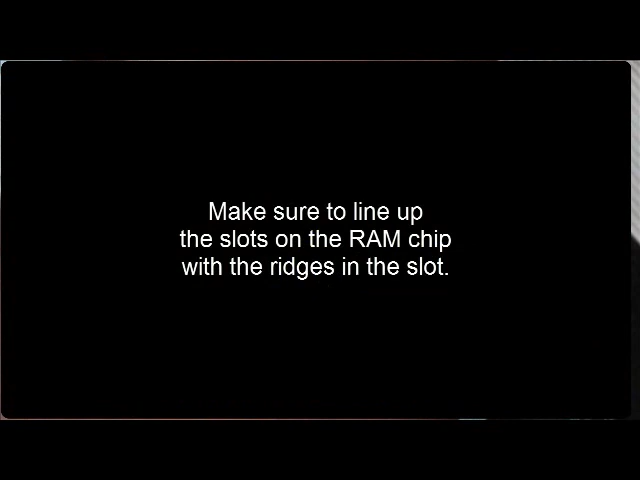 Make sure to line up
the slots on the RAM chip
with the ridges in the slot.